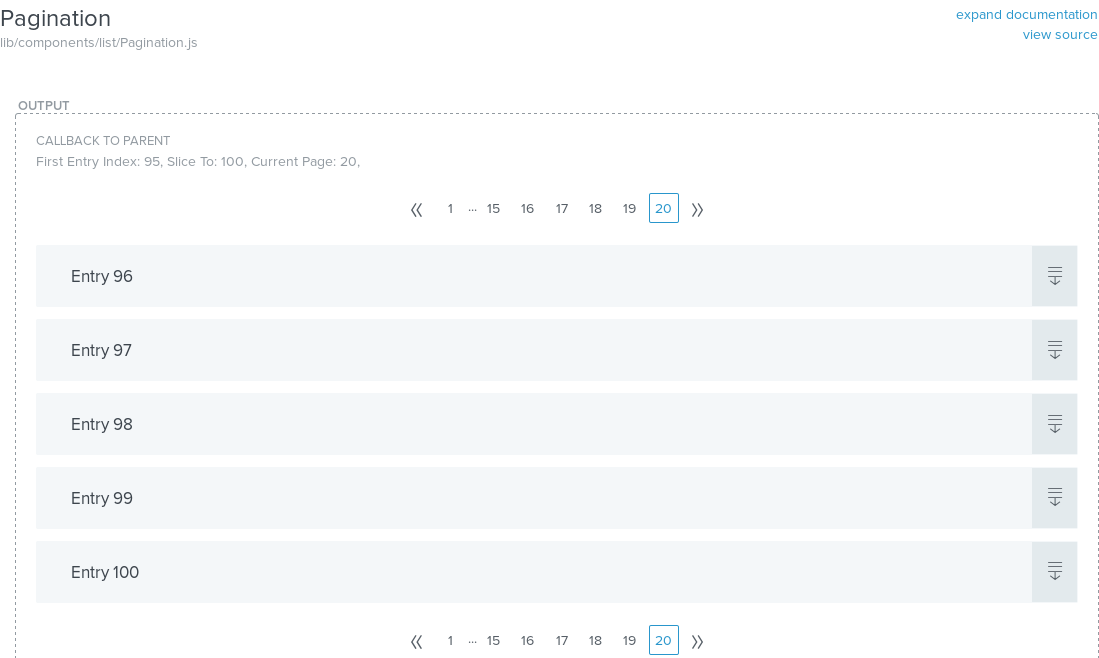 Pagination
expand documentation
lib/components/list/Pagination.js
view source
OUTPUT
CALLBACK TO PARENT
First Entry Index: 95, Slice To: 100, Current Page: 20,
« 1 ... 15 16 17 18 19 20 »
Entry 96
Entry 97
Entry 98
Entry 99
Entry 100
« 1 ... 15 16 17 18 19 20 »